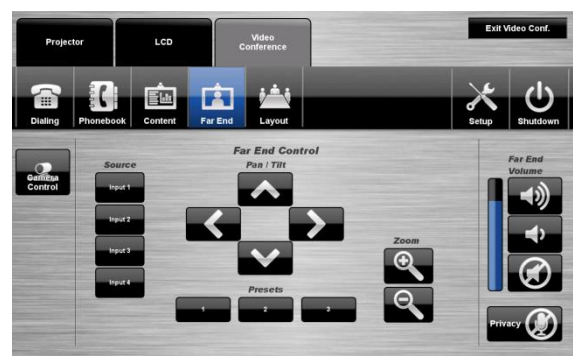 Projector
LCD
Video
Conference
Exit Video Conf.
Dialing
Phonebook
Content
Far End
Layout
Setup
Shutdown
Camera
Control
Source
Input 1
Input 2
Input 3
Input 4
Far End Control
Pan / Tilt
Presets
1
2
3
Zoom
Far End
Volume
Privacy